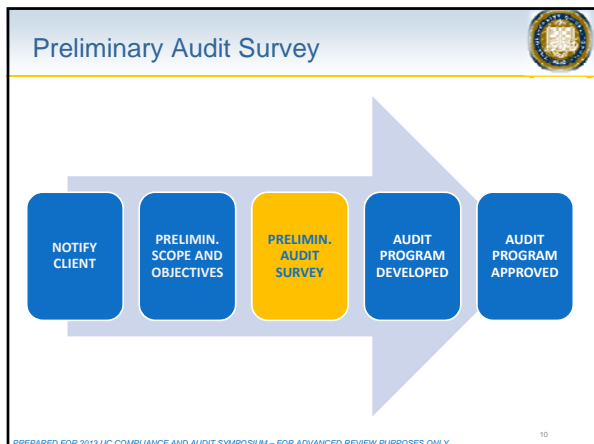 Preliminary Audit Survey
NOTIFY
CLIENT
PRELIMIN.
SCOPE AND
OBJECTIVES
PRELIMIN.
AUDIT
SURVEY
AUDIT
PROGRAM
DEVELOPED
AUDIT
PROGRAM
APPROVED
PREPARED FOR 2013 UC COMPLIANCE AND AUDIT SYMPOSIUM – FOR ADVANCED REVIEW PURPOSES ONLY
10